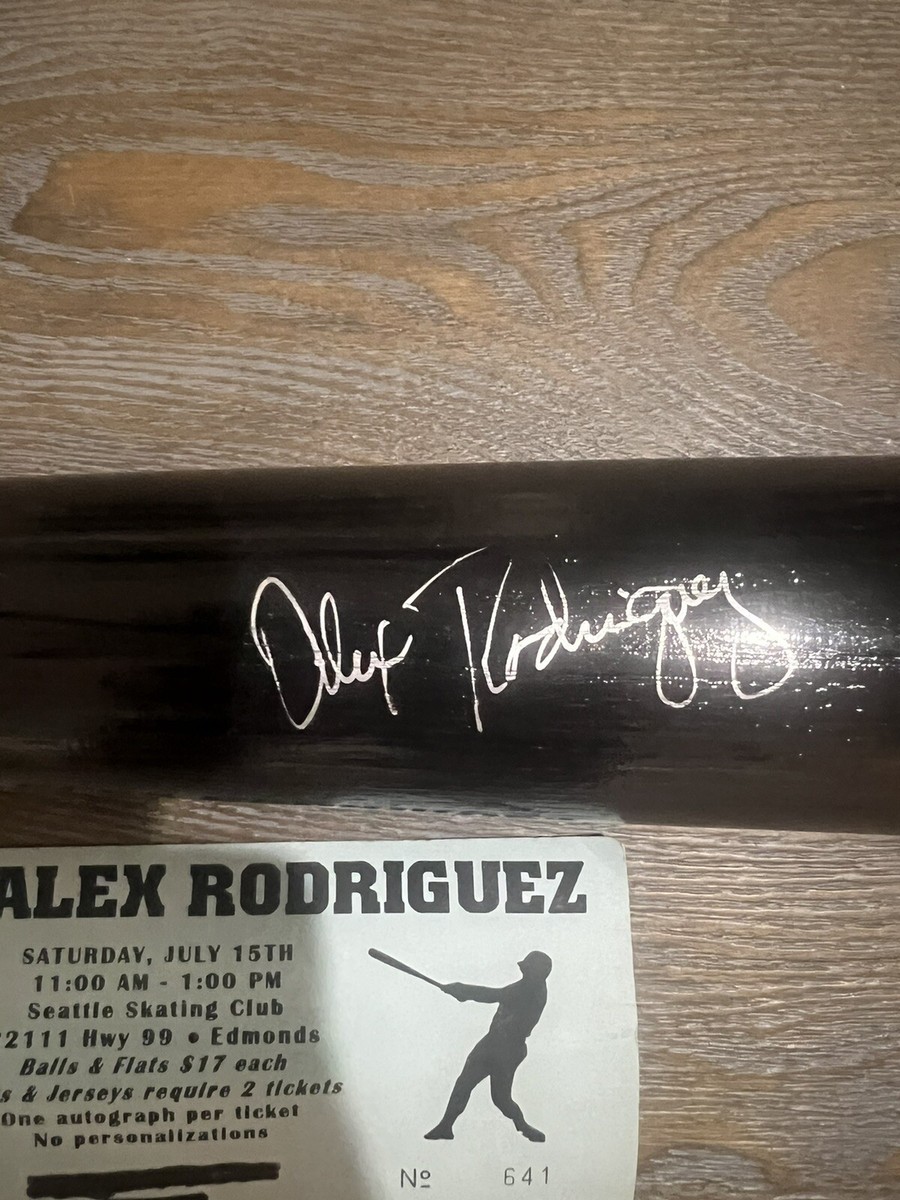 Alex Rodriguez
ALEX RODRIGUEZ
SATURDAY, JULY 15TH
11:00 AM - 1:00 PM
Seattle Skating Club
2111 Hwy 99 • Edmonds
Balls & Flats $17 each
s & Jerseys require 2 tickets
One autograph per ticket
No personalizations
Nº 641